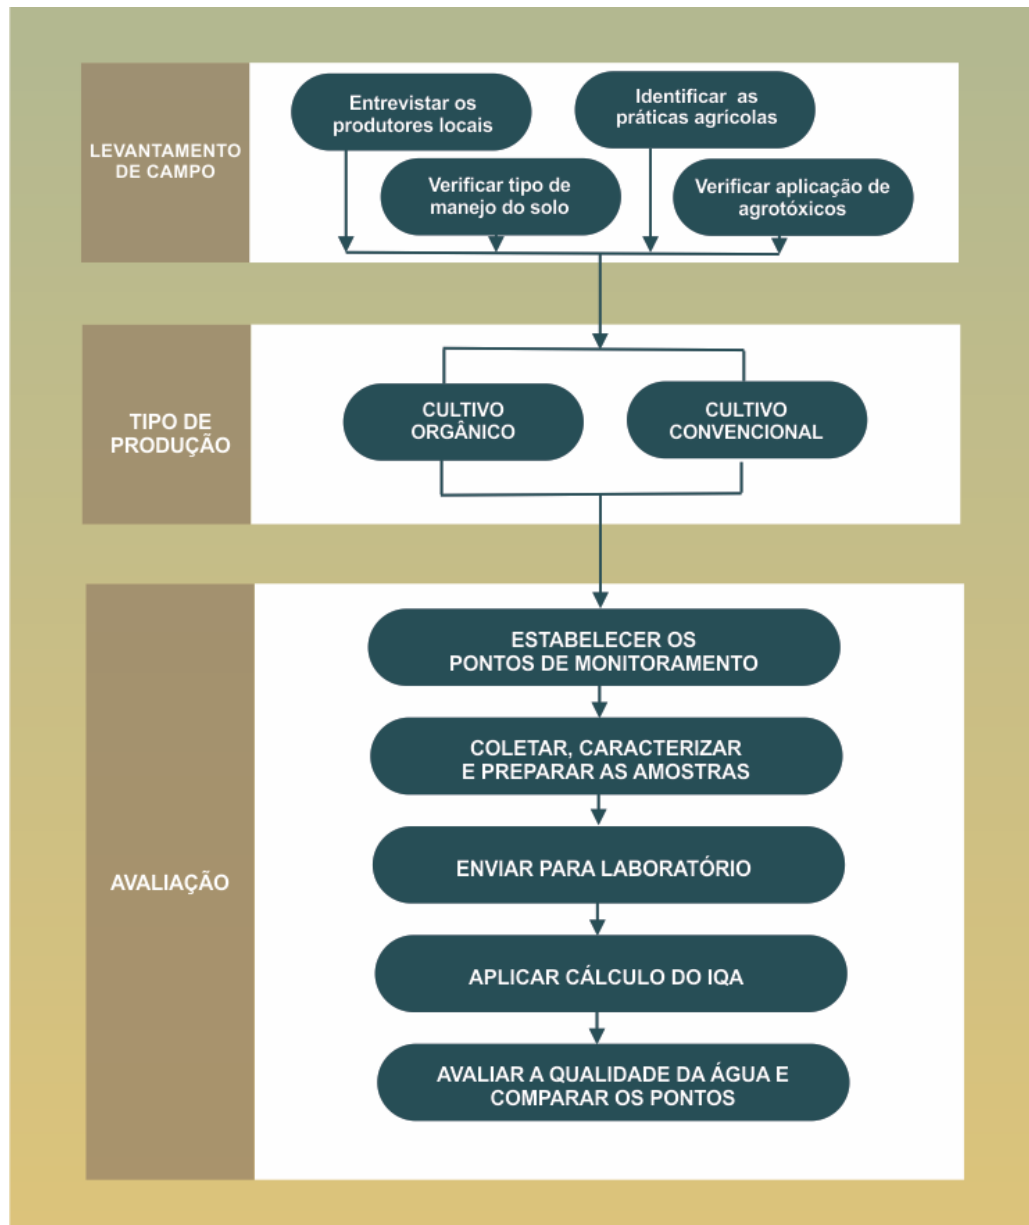 LEVANTAMENTO
DE CAMPO
Entrevistar os
produtores locais
Identificar as
práticas agrícolas
Verificar tipo de
manejo do solo
Verificar aplicação de
agrotóxicos
TIPO DE
PRODUÇÃO
CULTIVO
ORGÂNICO
CULTIVO
CONVENCIONAL
AVALIAÇÃO
ESTABELECER OS
PONTOS DE MONITORAMENTO
COLETAR, CARACTERIZAR
E PREPARAR AS AMOSTRAS
ENVIAR PARA LABORATÓRIO
APLICAR CÁLCULO DO IQA
AVALIAR A QUALIDADE DA ÁGUA E
COMPARAR OS PONTOS